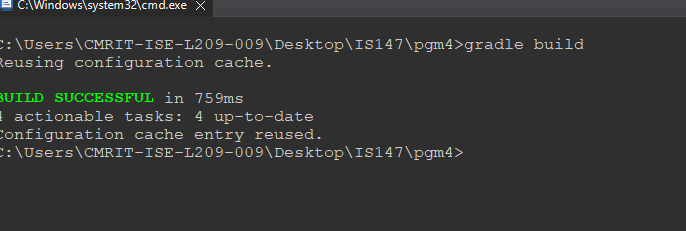 C:\Windows\system32\cmd.exe
C:\Users\CMRIT-ISE-L209-009\Desktop\IS147\pgm4>gradle build
Reusing configuration cache.
BUILD SUCCESSFUL in 759ms
4 actionable tasks: 4 up-to-date
Configuration cache entry reused.
C:\Users\CMRIT-ISE-L209-009\Desktop\IS147\pgm4>